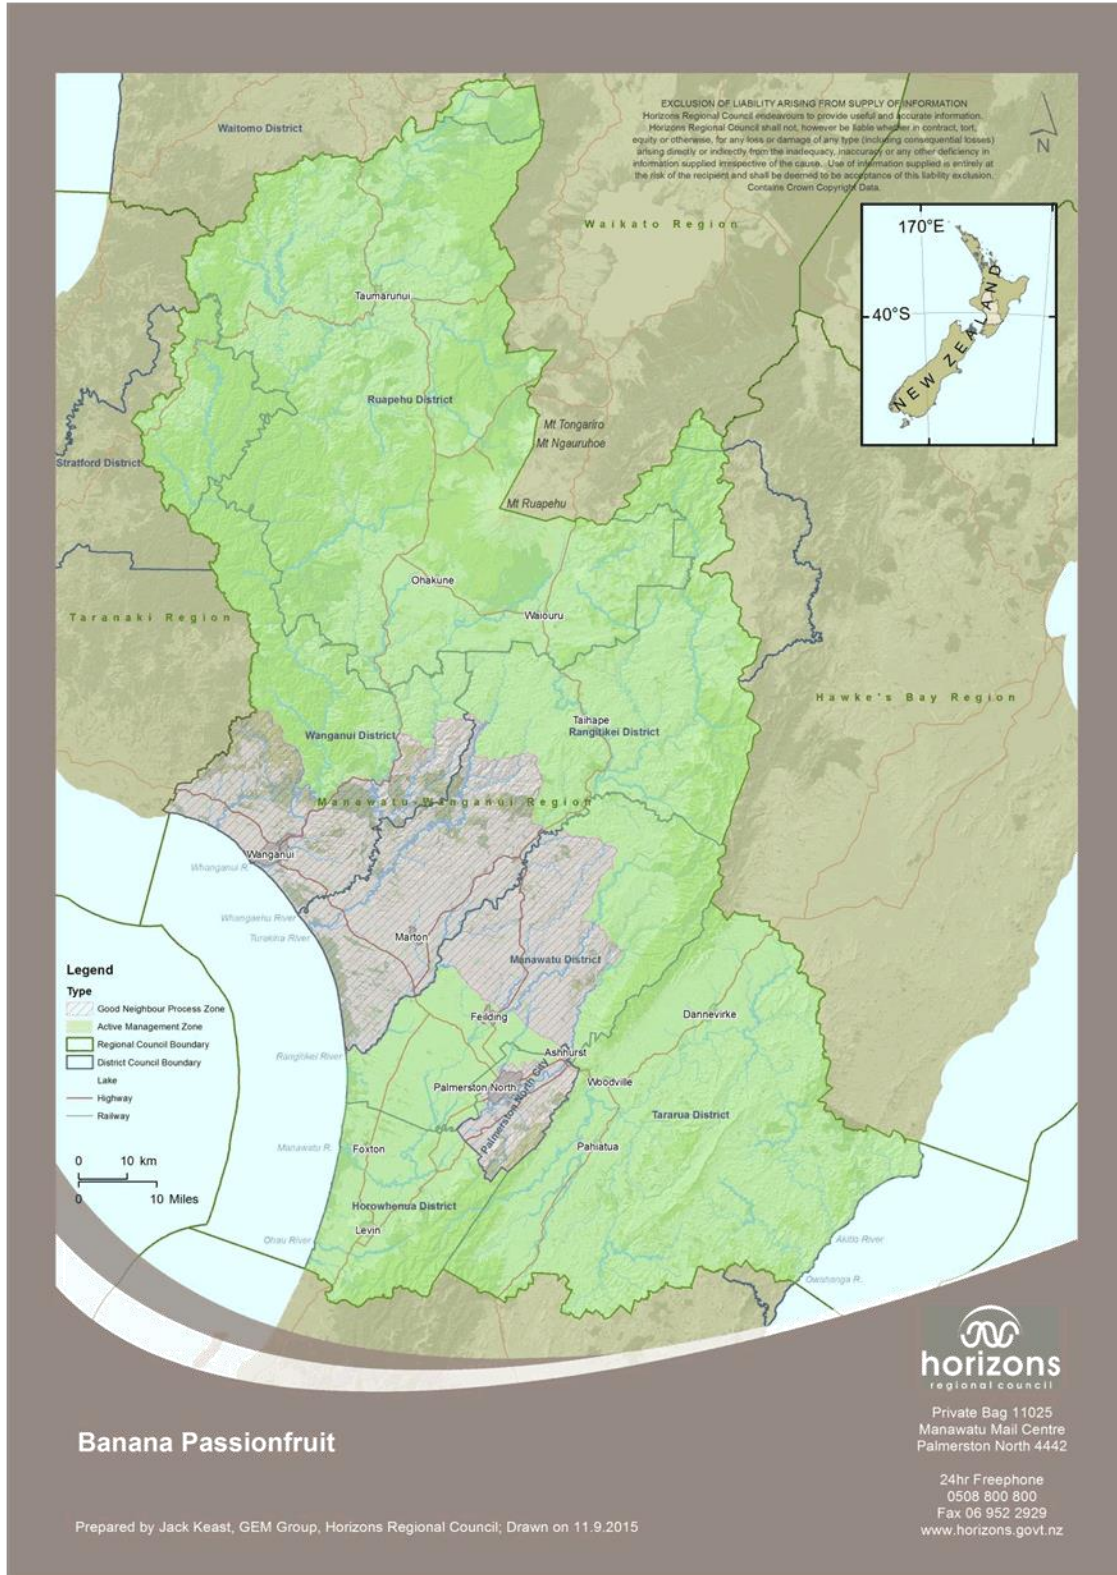 EXCLUSION OF LIABILITY ARISING FROM SUPPLY OF INFORMATION
Horizons Regional Council endeavours to provide useful and accurate information.
Horizons Regional Council shall not, however be liable whether in contract, tort,
equity or otherwise, for any loss or damage of any type (including consequential losses)
arising directly or indirectly from the inadequacy, inaccuracy or any other deficiency in
information supplied irrespective of the cause. Use of information supplied is entirely at
the risk of the recipient and shall be deemed to be acceptance of this liability exclusion.
Contains Crown Copyright Data.
N
Waitomo District
Waikato Region
170°E
40°S
NEW ZEALAND
Taumarunui
Ruapehu District
Mt Tongariro
Mt Ngauruhoe
Stratford District
Mt Ruapehu
Ohakune
Waiouru
Taranaki Region
Hawke's Bay Region
Taihape
Rangitikei District
Wanganui District
Manawatu-Wanganui Region
Wanganui
Whanganui R.
Whangaehu River
Turakina River
Marton
Manawatu District
Legend
Type
Good Neighbour Process Zone
Active Management Zone
Regional Council Boundary
District Council Boundary
Lake
Highway
Railway
0 10 km
0 10 Miles
Feilding
Dannevirke
Rangitikei River
Ashhurst
Woodville
Palmerston North
Palmerston North City
Tararua District
Manawatu R.
Foxton
Pahiatua
Horowhenua District
Levin
Ohau River
Akitio River
Owahanga R.
horizons
regional council
Private Bag 11025
Manawatu Mail Centre
Palmerston North 4442
24hr Freephone
0508 800 800
Fax 06 952 2929
www.horizons.govt.nz
Banana Passionfruit
Prepared by Jack Keast, GEM Group, Horizons Regional Council; Drawn on 11.9.2015